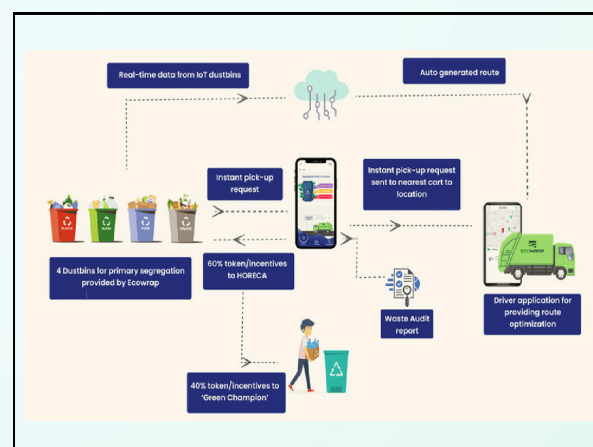 Real-time data from IoT dustbins
Auto generated route
Instant pick-up
request
Instant pick-up request
sent to nearest cart to
location
4 Dustbins for primary segregation
provided by Ecowrap
60% token/incentives
to HORECA
Waste Audit
report
Driver application for
providing route
optimization
40% token/incentives to
'Green Champion'